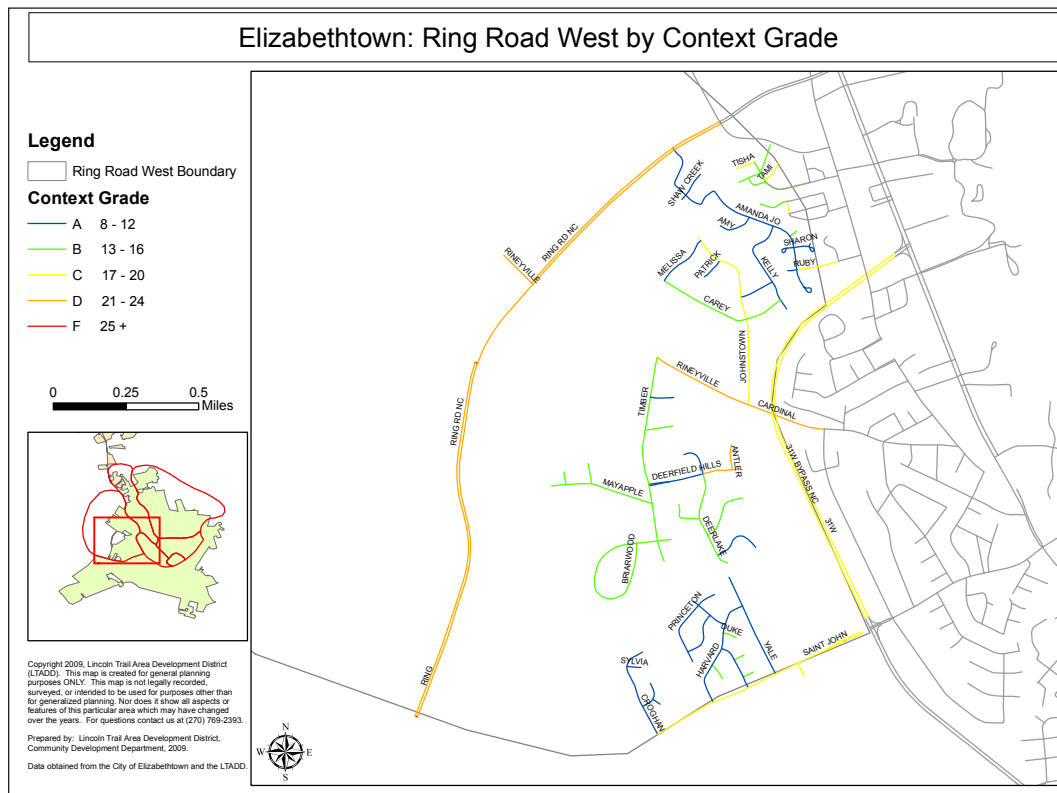 Elizabethtown: Ring Road West by Context Grade
Legend
Ring Road West Boundary
Context Grade
A 8 - 12
B 13 - 16
C 17 - 20
D 21 - 24
F 25 +
0 0.25 0.5
Miles
Copyright 2009, Lincoln Trail Area Development District
(LTADD). This map is created for general planning
purposes ONLY. This map is not legally recorded,
surveyed, or intended to be used for purposes other than
for generalized planning. Nor does it show all aspects or
features of this particular area which may have changed
over the years. For questions contact us at (270) 769-2393.
Prepared by: Lincoln Trail Area Development District,
Community Development Department, 2009.
Data obtained from the City of Elizabethtown and the LTADD.
N
W E
S
TISHA
TAMI
SHAW CREEK
AMANDA JO
AMY
SHARON
RUBY
KELLY
MELISSA
PATRICK
CAREY
JOHNSTOWN
RING RD NC
RINEYVILLE
RING RD NC
RING
RINEYVILLE
CARDINAL
TIMBER
ANTLER
DEERFIELD HILLS
MAYAPPLE
DEERLAKE
BRIARWOOD
31W BYPASS NC
31W
PRINCETON
DUKE
HARVARD
YALE
SAINT JOHN
SYLVIA
CROGHAN